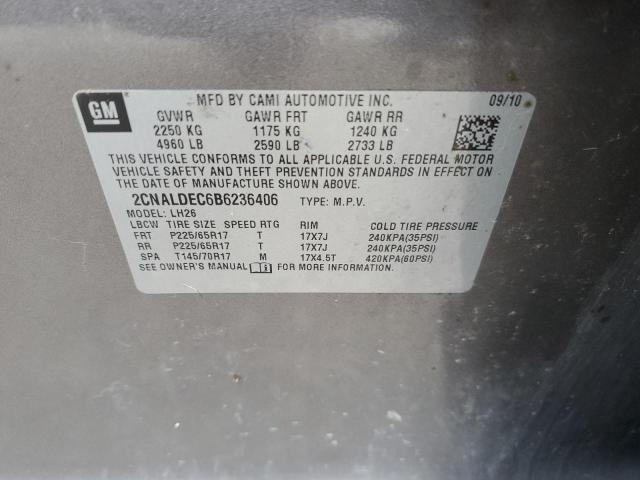 GM
MFD BY CAMI AUTOMOTIVE INC. 09/10
GVWR GAWR FRT GAWR RR
2250 KG 1175 KG 1240 KG
4960 LB 2590 LB 2733 LB
THIS VEHICLE CONFORMS TO ALL APPLICABLE U.S. FEDERAL MOTOR
VEHICLE SAFETY AND THEFT PREVENTION STANDARDS IN EFFECT ON THE
DATE OF MANUFACTURE SHOWN ABOVE.
2CNALDEC6B6236406 TYPE: M.P.V.
MODEL: LH26
LBCW TIRE SIZE SPEED RTG RIM COLD TIRE PRESSURE
FRT P225/65R17 T 17X7J 240KPA(35PSI)
RR P225/65R17 T 17X7J 240KPA(35PSI)
SPA T145/70R17 M 17X4.5T 420KPA(60PSI)
SEE OWNER'S MANUAL FOR MORE INFORMATION.